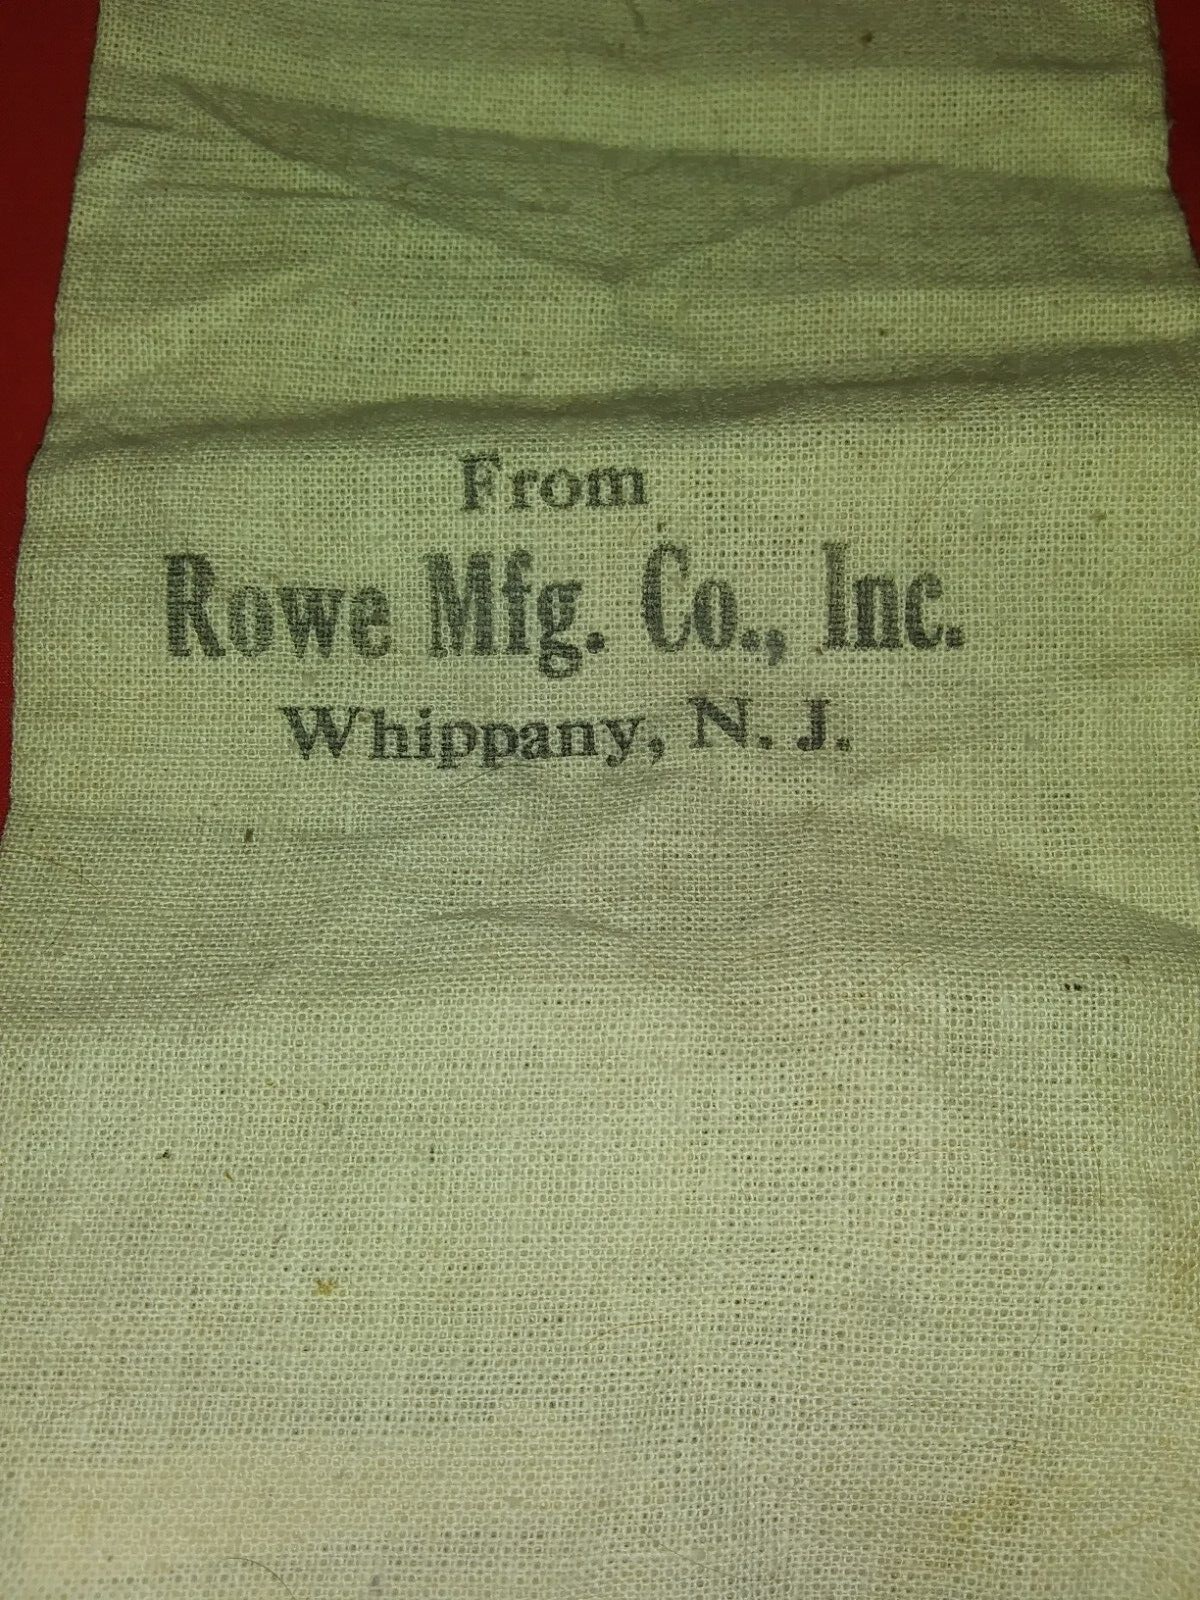 From
Rowe Mfg. Co., Inc.
Whippany, N. J.